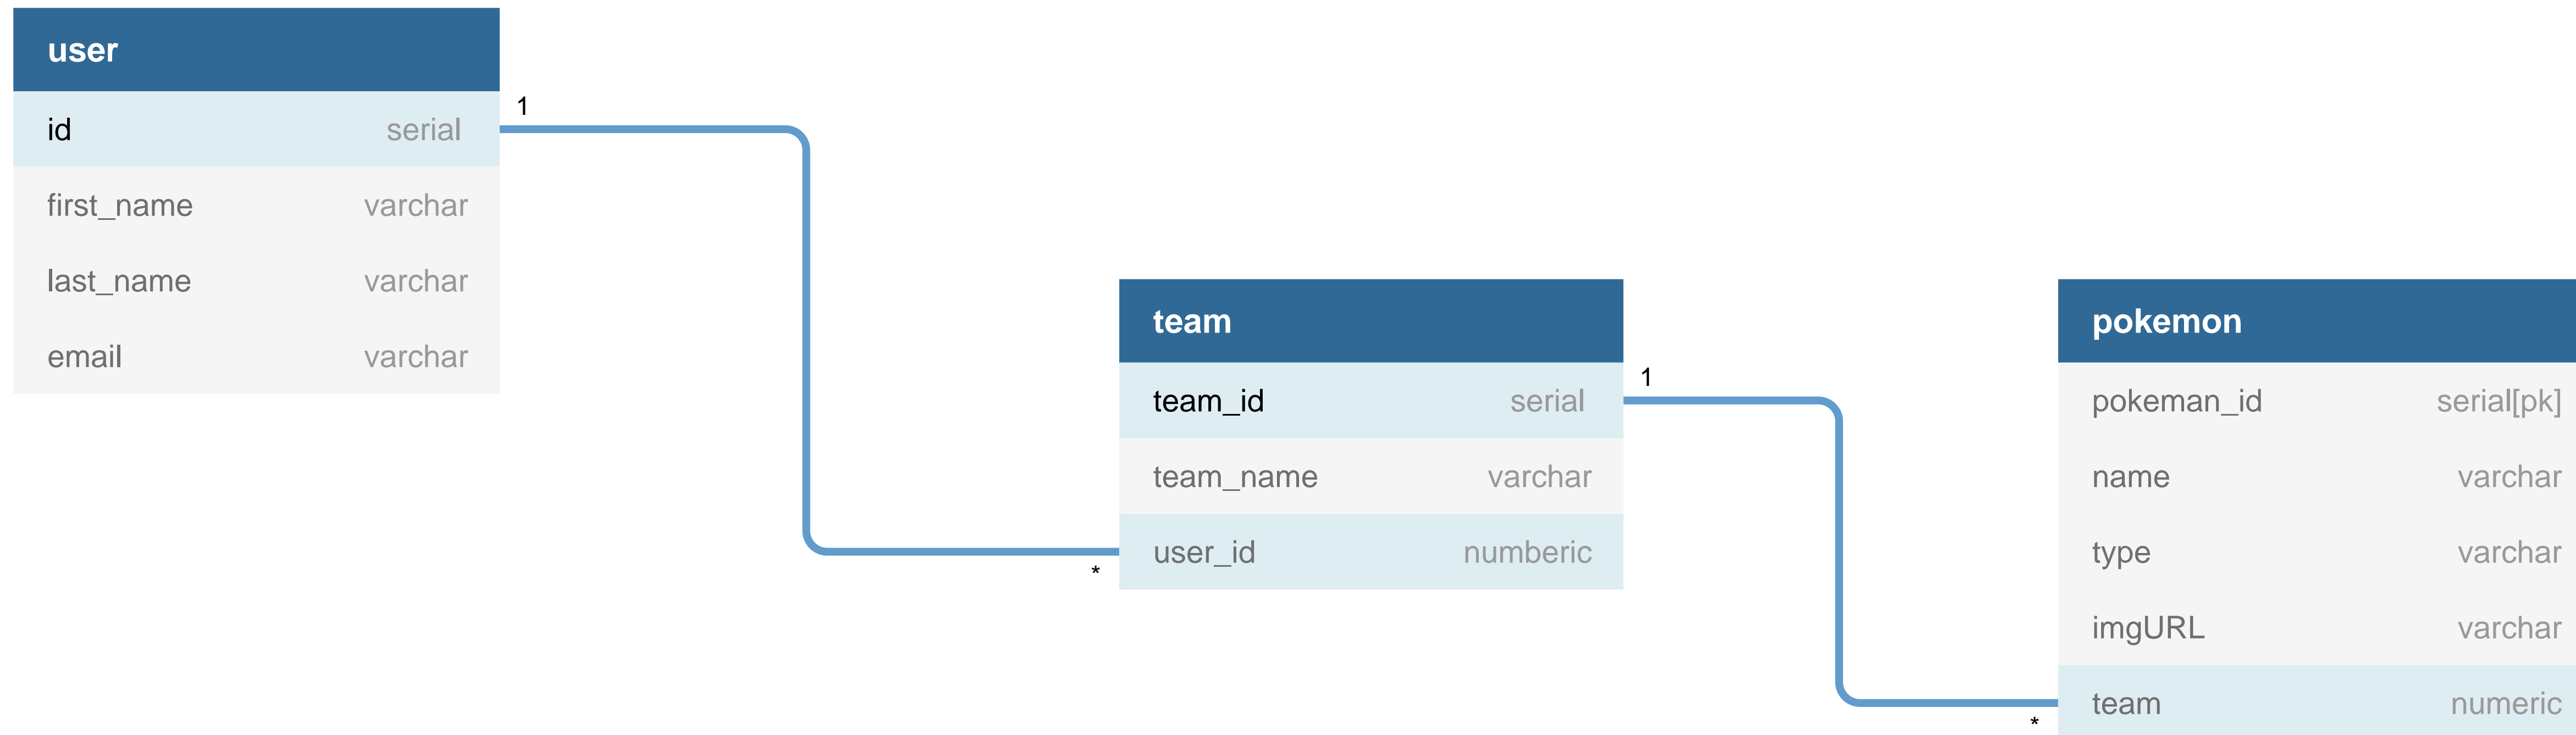 user
id serial
first_name varchar
last_name varchar
email varchar
1
*
team
team_id serial
team_name varchar
user_id numberic
1
*
pokemon
pokeman_id serial[pk]
name varchar
type varchar
imgURL varchar
team numeric